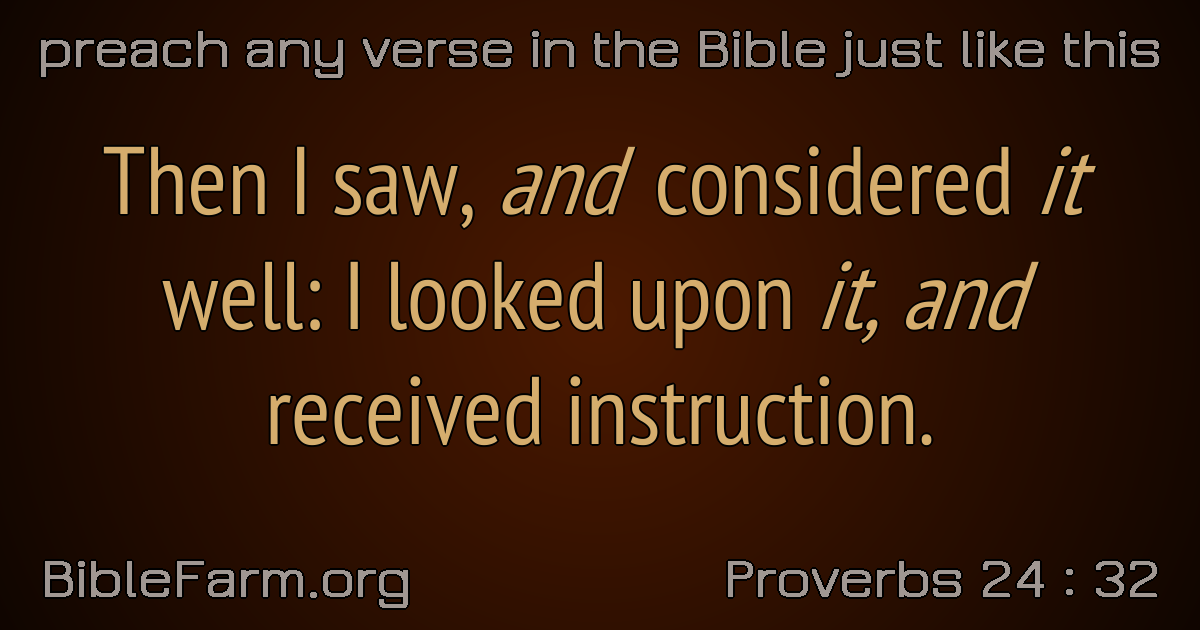 preach any verse in the Bible just like this
Then I saw, and considered it
well: I looked upon it, and
received instruction.
BibleFarm.org
Proverbs 24 : 32